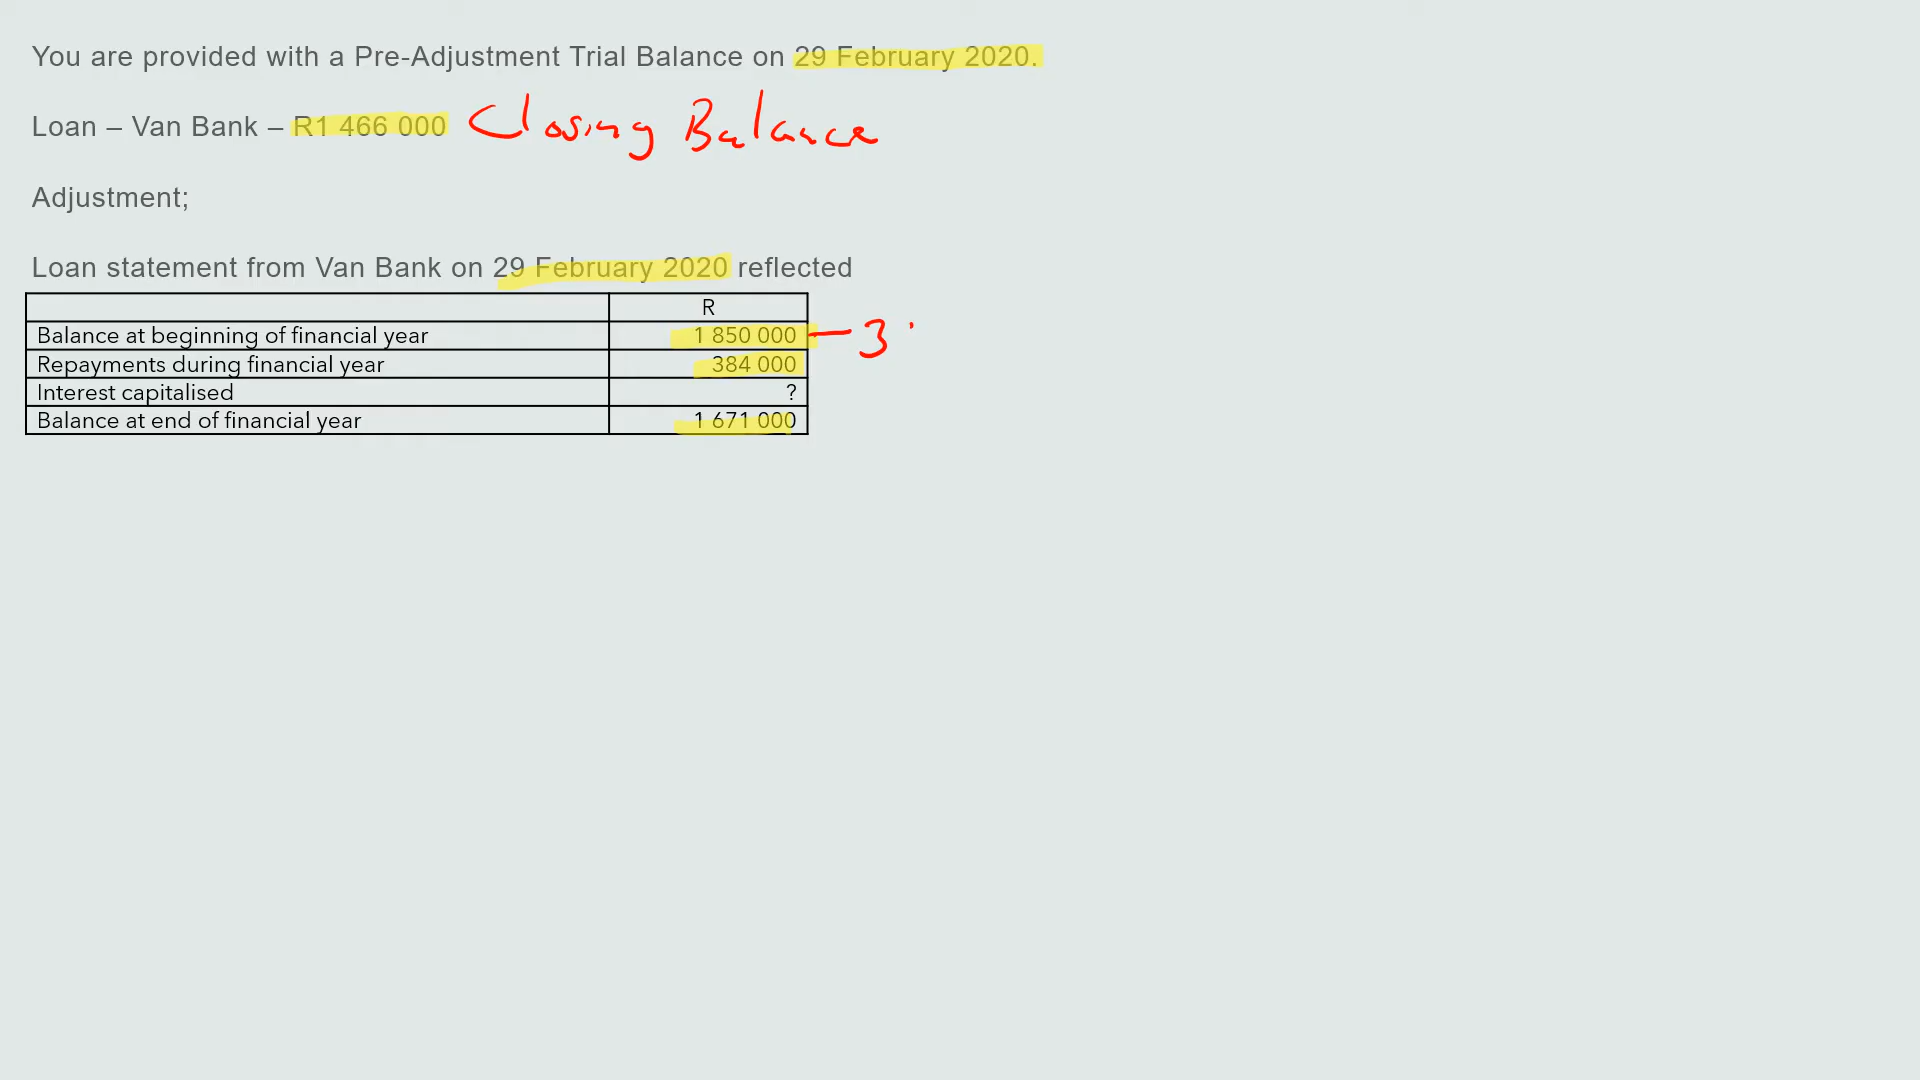 You are provided with a Pre-Adjustment Trial Balance on 29 February 2020.
Loan – Van Bank – R1 466 000 Closing Balance
Adjustment;
Loan statement from Van Bank on 29 February 2020 reflected
R
Balance at beginning of financial year 1 850 000 – 3
Repayments during financial year 384 000
Interest capitalised ?
Balance at end of financial year 1 671 000